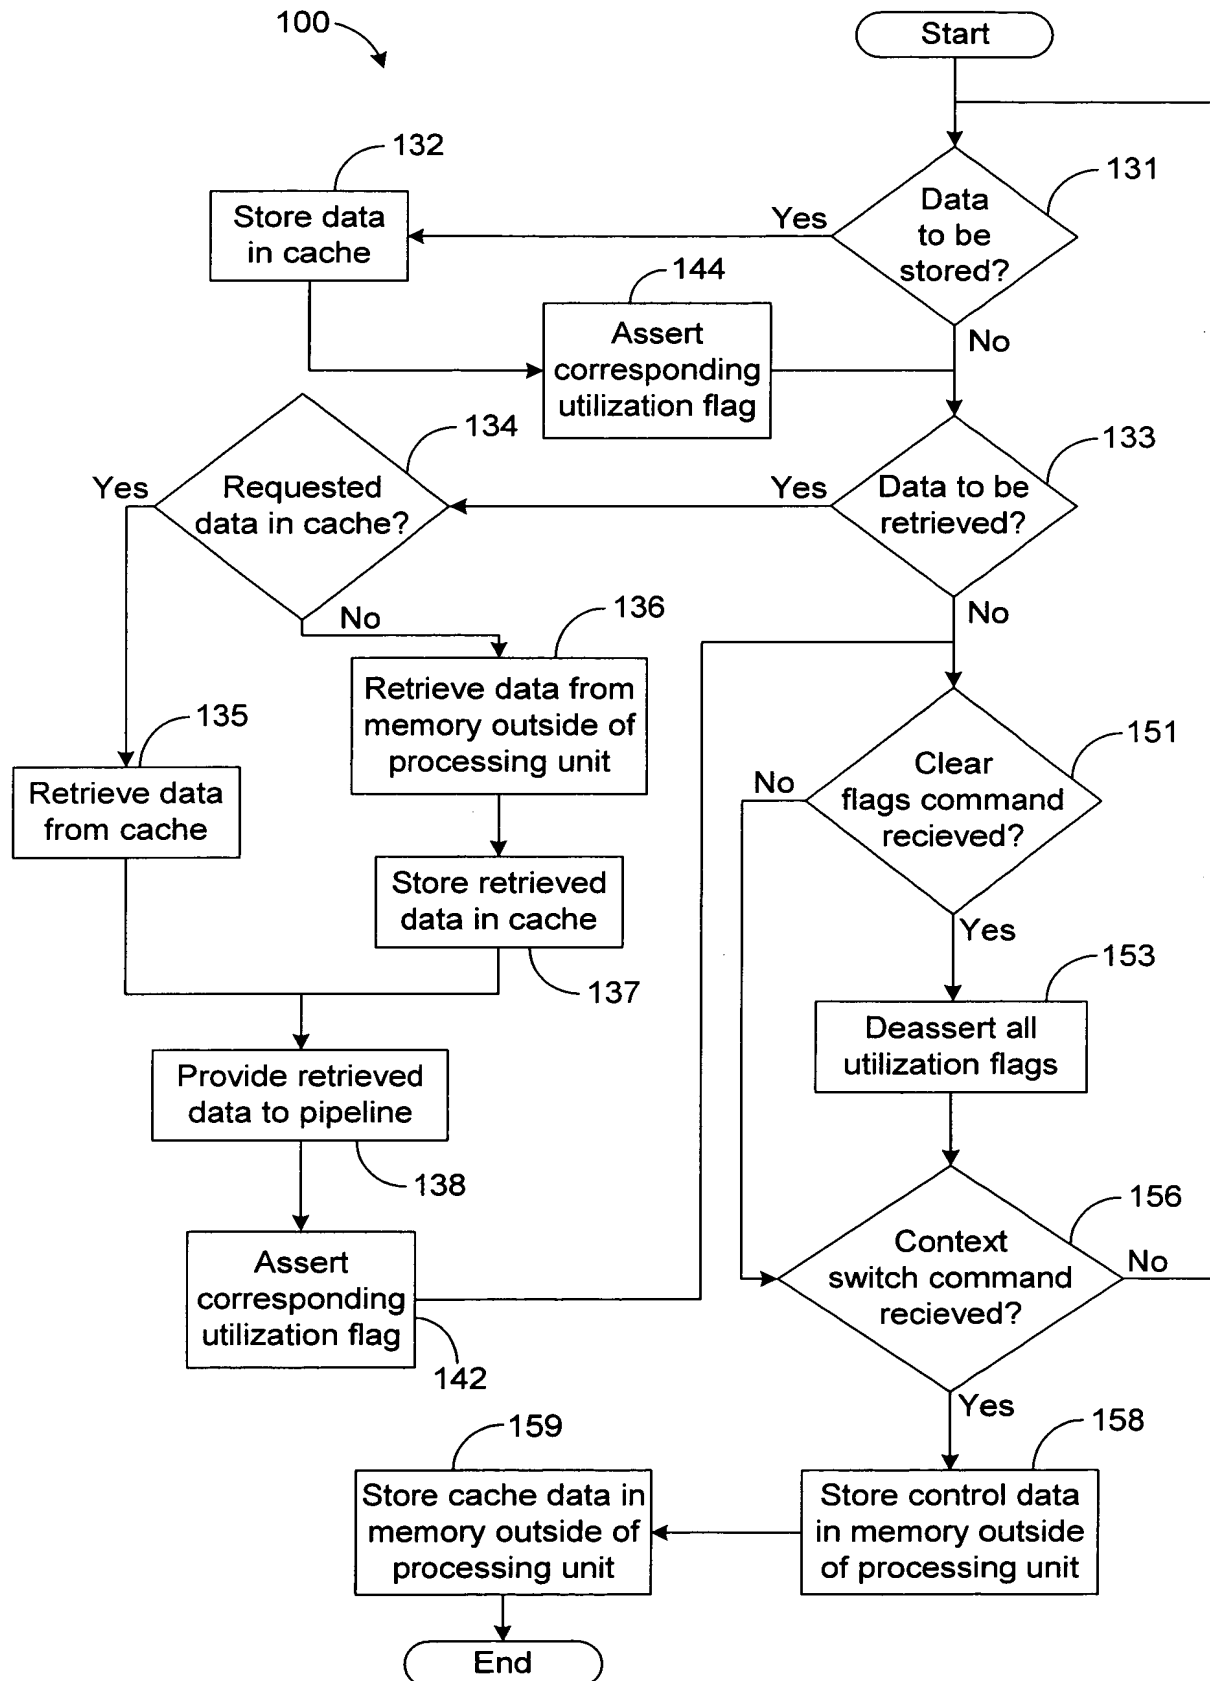 100
Start
132
131
Store data
in cache
Yes
Data
to be
stored?
144
No
Assert
corresponding
utilization flag
134
133
Yes
Requested
data in cache?
Yes
Data to be
retrieved?
No
136
No
Retrieve data from
memory outside of
processing unit
135
151
Retrieve data
from cache
No
Clear
flags command
recieved?
Store retrieved
data in cache
Yes
137
153
Deassert all
utilization flags
Provide retrieved
data to pipeline
138
156
Assert
corresponding
utilization flag
142
Context
switch command
recieved?
No
Yes
159
158
Store cache data in
memory outside of
processing unit
Store control data
in memory outside
of processing unit
End